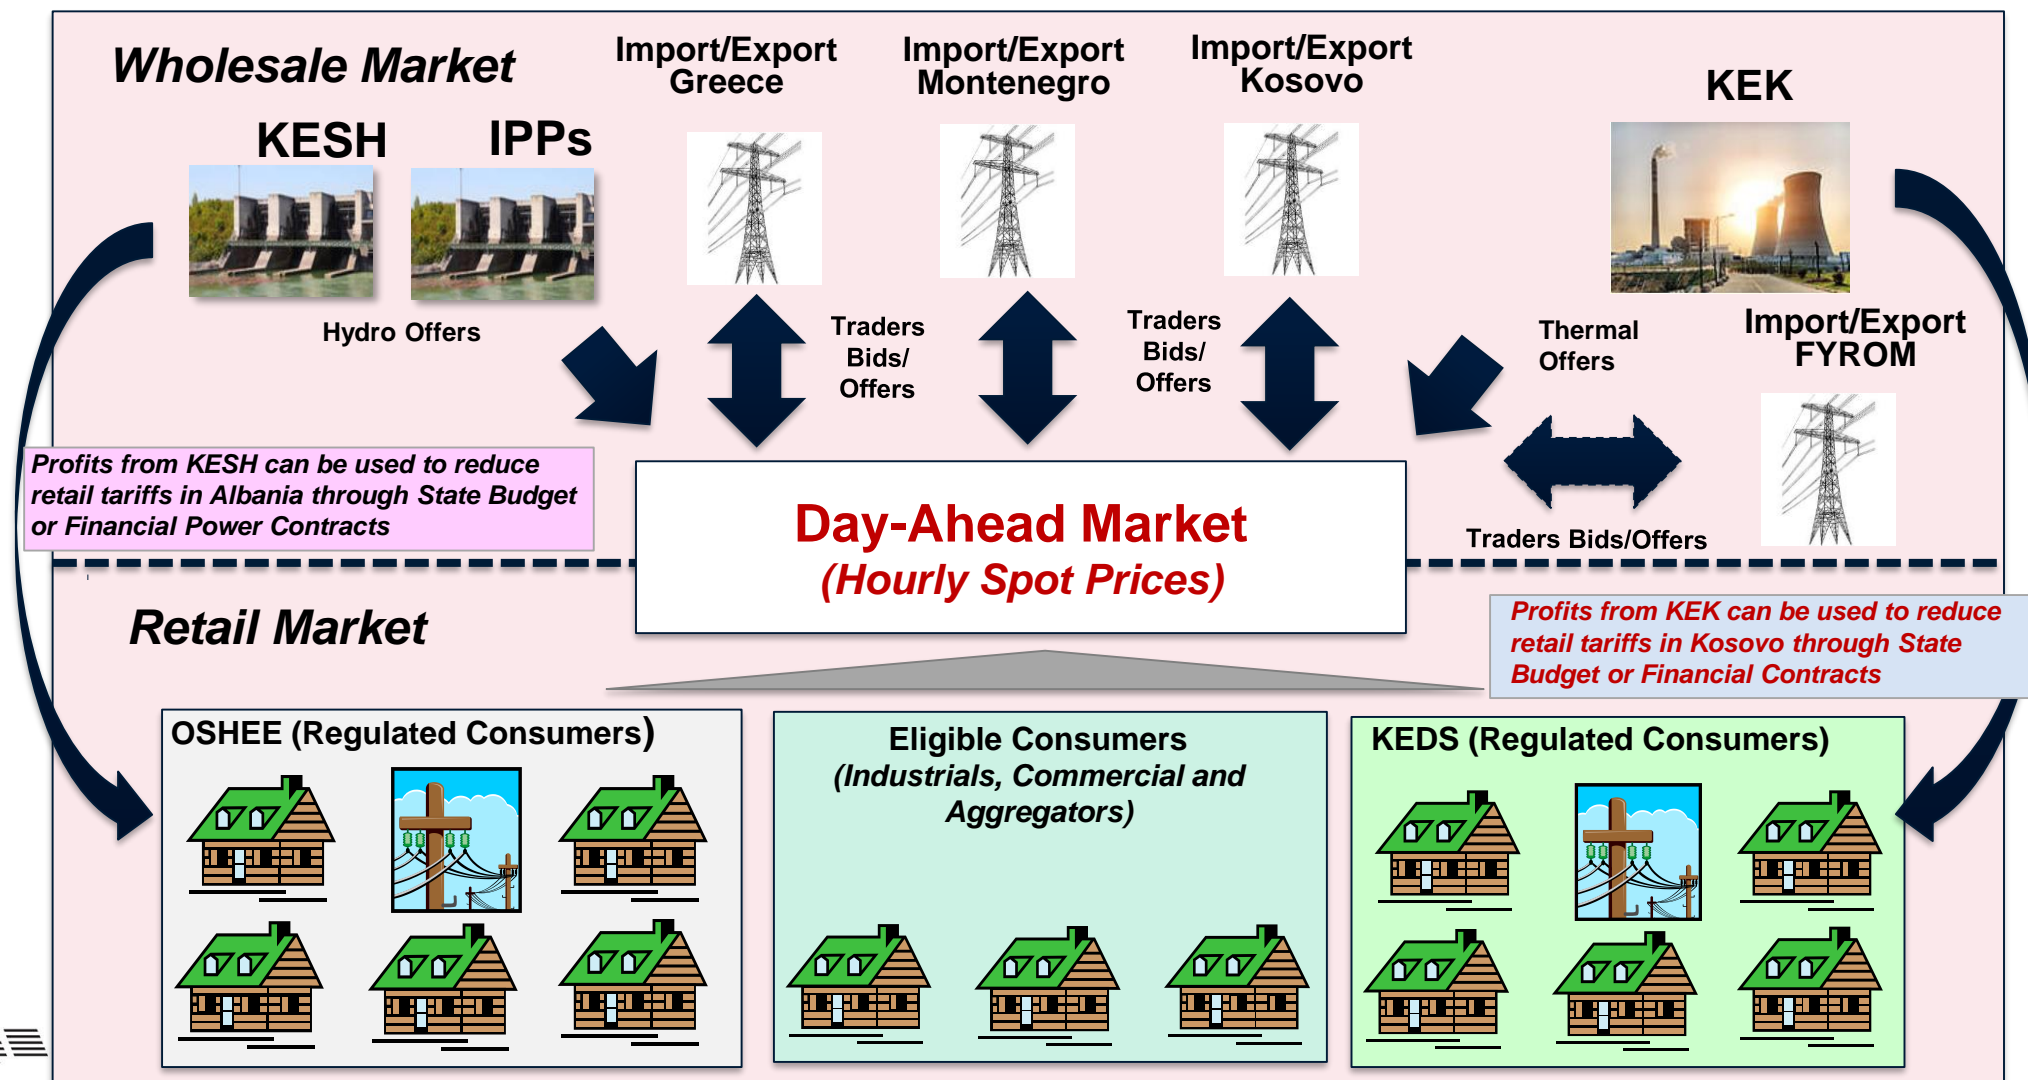 Wholesale Market
Import/Export
Greece
Import/Export
Montenegro
Import/Export
Kosovo
KEK
KESH
IPPs
Hydro Offers
Traders
Bids/
Offers
Traders
Bids/
Offers
Thermal
Offers
Import/Export
FYROM
Profits from KESH can be used to reduce
retail tariffs in Albania through State Budget
or Financial Power Contracts
Day-Ahead Market
(Hourly Spot Prices)
Traders Bids/Offers
Retail Market
Profits from KEK can be used to reduce
retail tariffs in Kosovo through State
Budget or Financial Contracts
OSHEE (Regulated Consumers)
Eligible Consumers
(Industrials, Commercial and
Aggregators)
KEDS (Regulated Consumers)